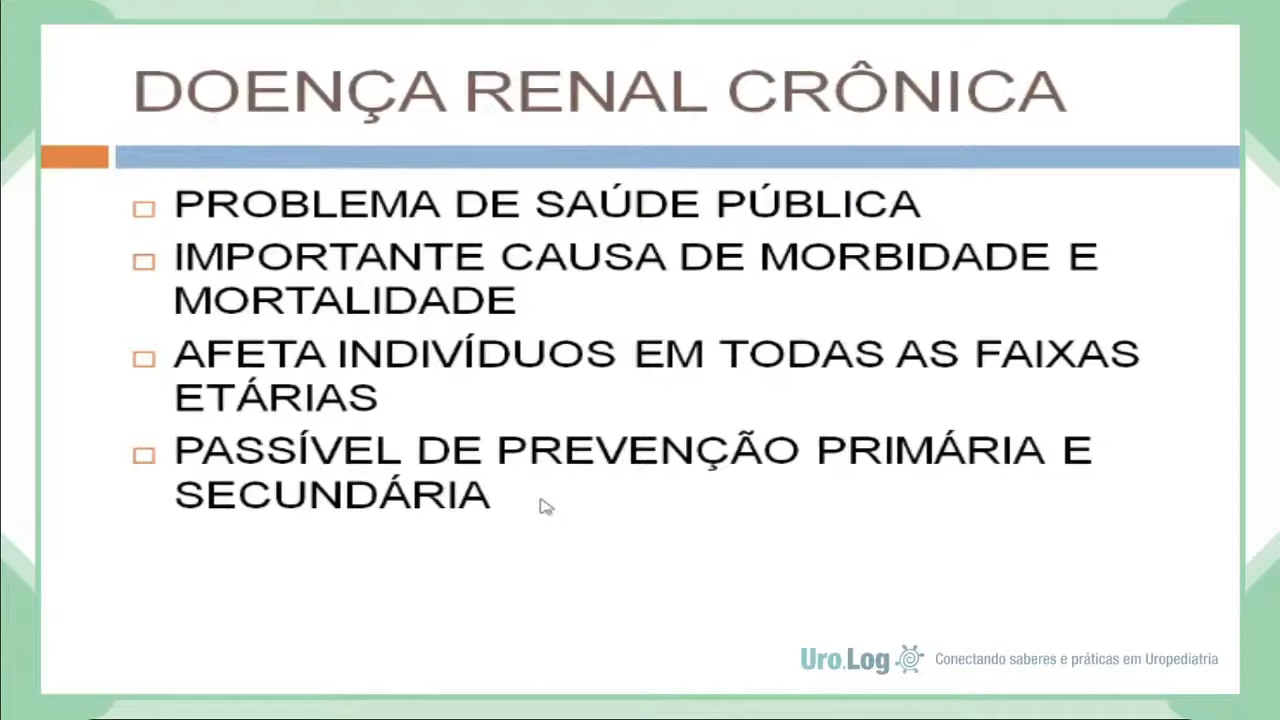 DOENÇA RENAL CRÔNICA
PROBLEMA DE SAÚDE PÚBLICA
IMPORTANTE CAUSA DE MORBIDADE E
MORTALIDADE
AFETA INDIVÍDUOS EM TODAS AS FAIXAS
ETÁRIAS
PASSÍVEL DE PREVENÇÃO PRIMÁRIA E
SECUNDÁRIA
Uro.Log Conectando saberes e práticas em Uropediatria